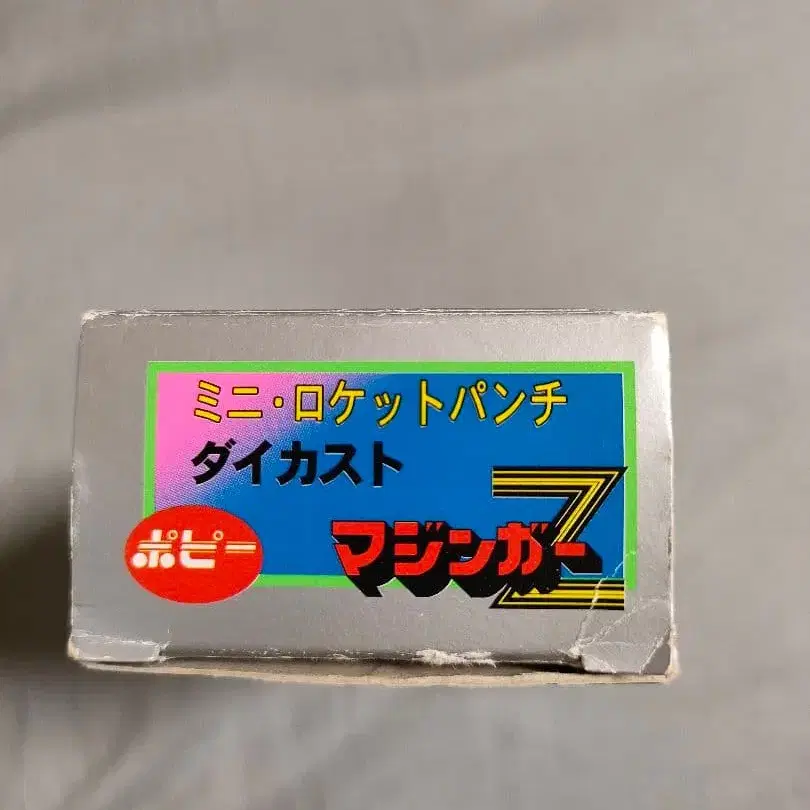 ミニ・ロケットパンチ
ダイカスト
ポピー
マジンガーZ